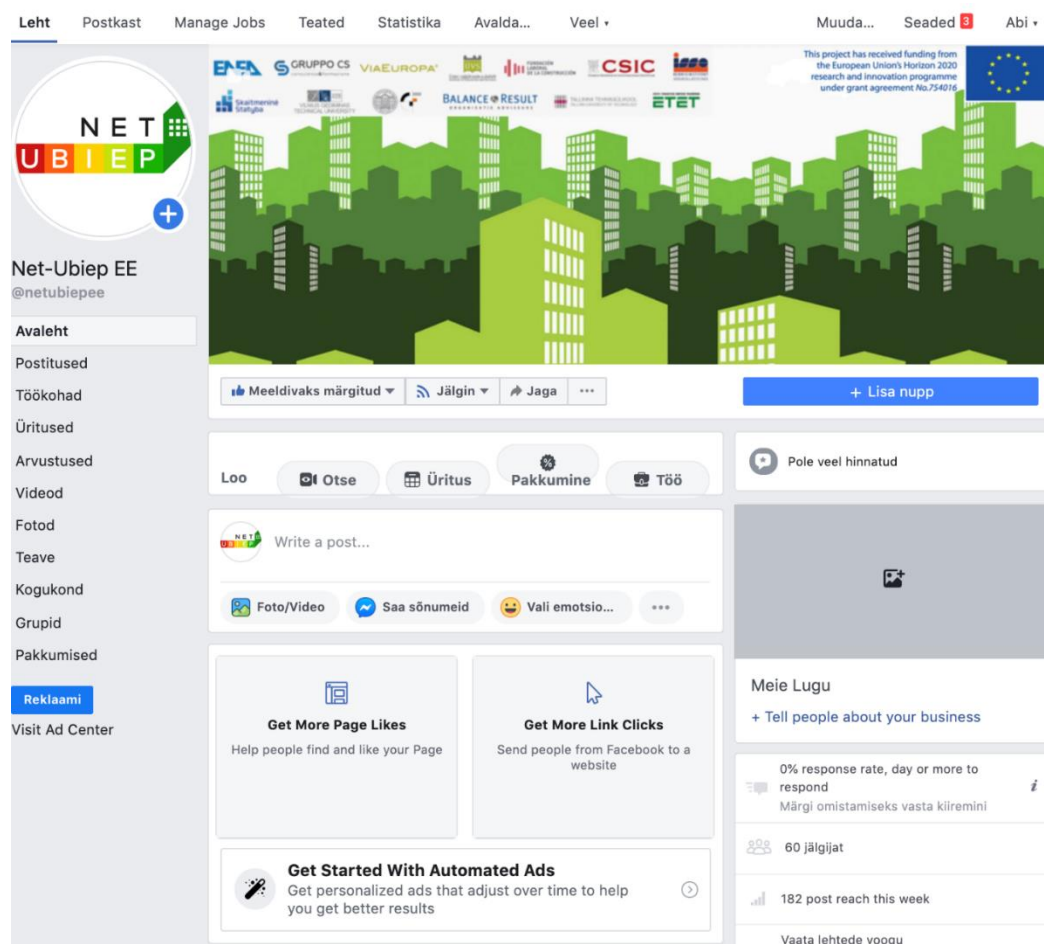 Leht Postkast Manage Jobs Teated Statistika Avalda... Veel Muuda... Seaded 3 Abi
ENEA GRUPPO CS VIAEUROPA CSIC isso
Skaitmeninė Statyba BALANCE RESULT ETET
This project has received funding from
the European Union's Horizon 2020
research and innovation programme
under grant agreement No.754016
NET
UBIEP
Net-Ubiep EE
@netubiepee
Avaleht
Postitused
Töökohad
Üritused
Arvustused
Videod
Fotod
Teave
Kogukond
Grupid
Pakkumised
Reklaami
Visit Ad Center
Meeldivaks märgitud Jälgin Jaga ...
+ Lisa nupp
Loo Otse Üritus Pakkumine Töö
NET
UBIEP
Write a post...
Foto/Video Saa sõnumeid Vali emotsio... ...
Get More Page Likes
Help people find and like your Page
Get More Link Clicks
Send people from Facebook to a
website
Get Started With Automated Ads
Get personalized ads that adjust over time to help
you get better results
Pole veel hinnatud
Meie Lugu
+ Tell people about your business
0% response rate, day or more to
respond
Märgi omistamiseks vasta kiiremini
i
60 jälgijat
182 post reach this week
Vaata lehtede voogu